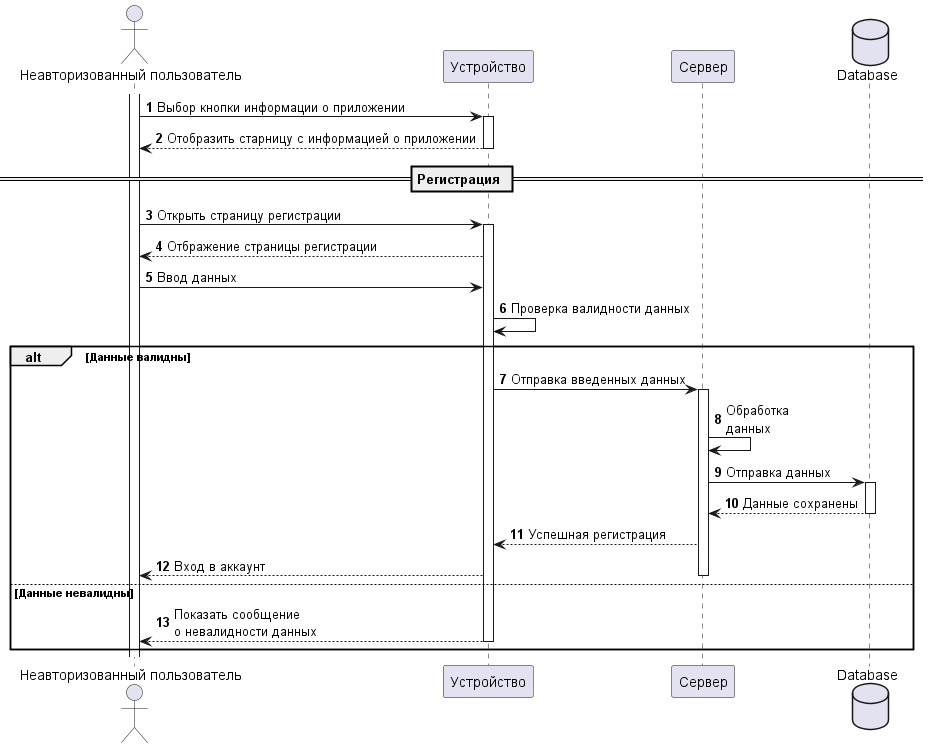 Неавторизованный пользователь
Устройство
Сервер
Database
1 Выбор кнопки информации о приложении
2 Отобразить старницу с информацией о приложении
Регистрация
3 Открыть страницу регистрации
4 Отбражение страницы регистрации
5 Ввод данных
6 Проверка валидности данных
alt [Данные валидны]
7 Отправка введенных данных
8 Обработка
данных
9 Отправка данных
10 Данные сохранены
11 Успешная регистрация
12 Вход в аккаунт
[Данные невалидны]
13 Показать сообщение
о невалидности данных
Неавторизованный пользователь
Устройство
Сервер
Database